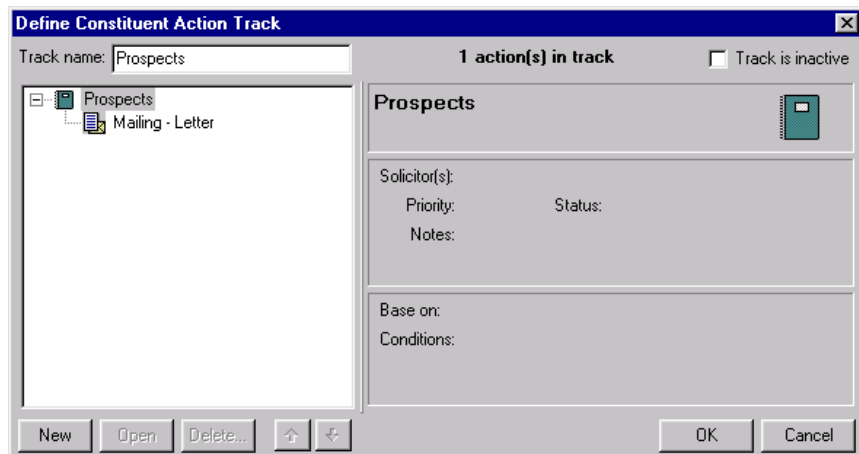 Define Constituent Action Track
Track name: Prospects
1 action(s) in track
Track is inactive
Prospects
Mailing - Letter
Prospects
Solicitor(s):
Priority: Status:
Notes:
Base on:
Conditions:
New Open Delete... OK Cancel